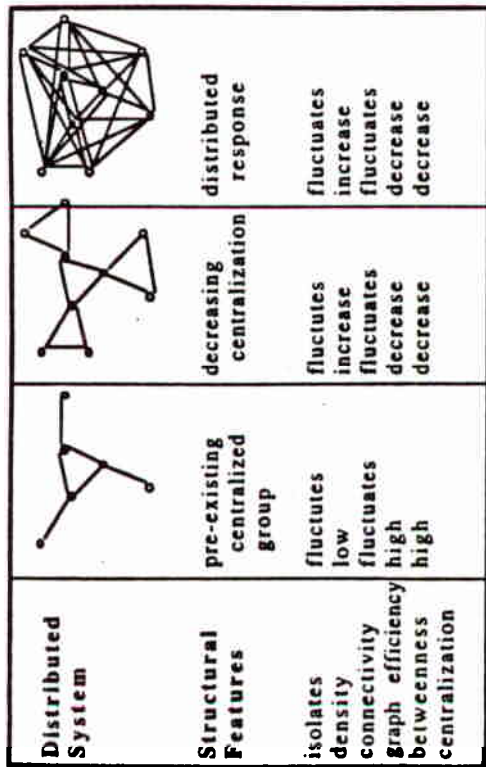 Distributed
System
Structural pre-existing decreasing distributed
Features centralized centralization response
group
isolates fluctutes fluctutes fluctuates
density low increase increase
connectivity fluctuates fluctuates fluctuates
graph efficiency high decrease decrease
betweenness high decrease decrease
centralization